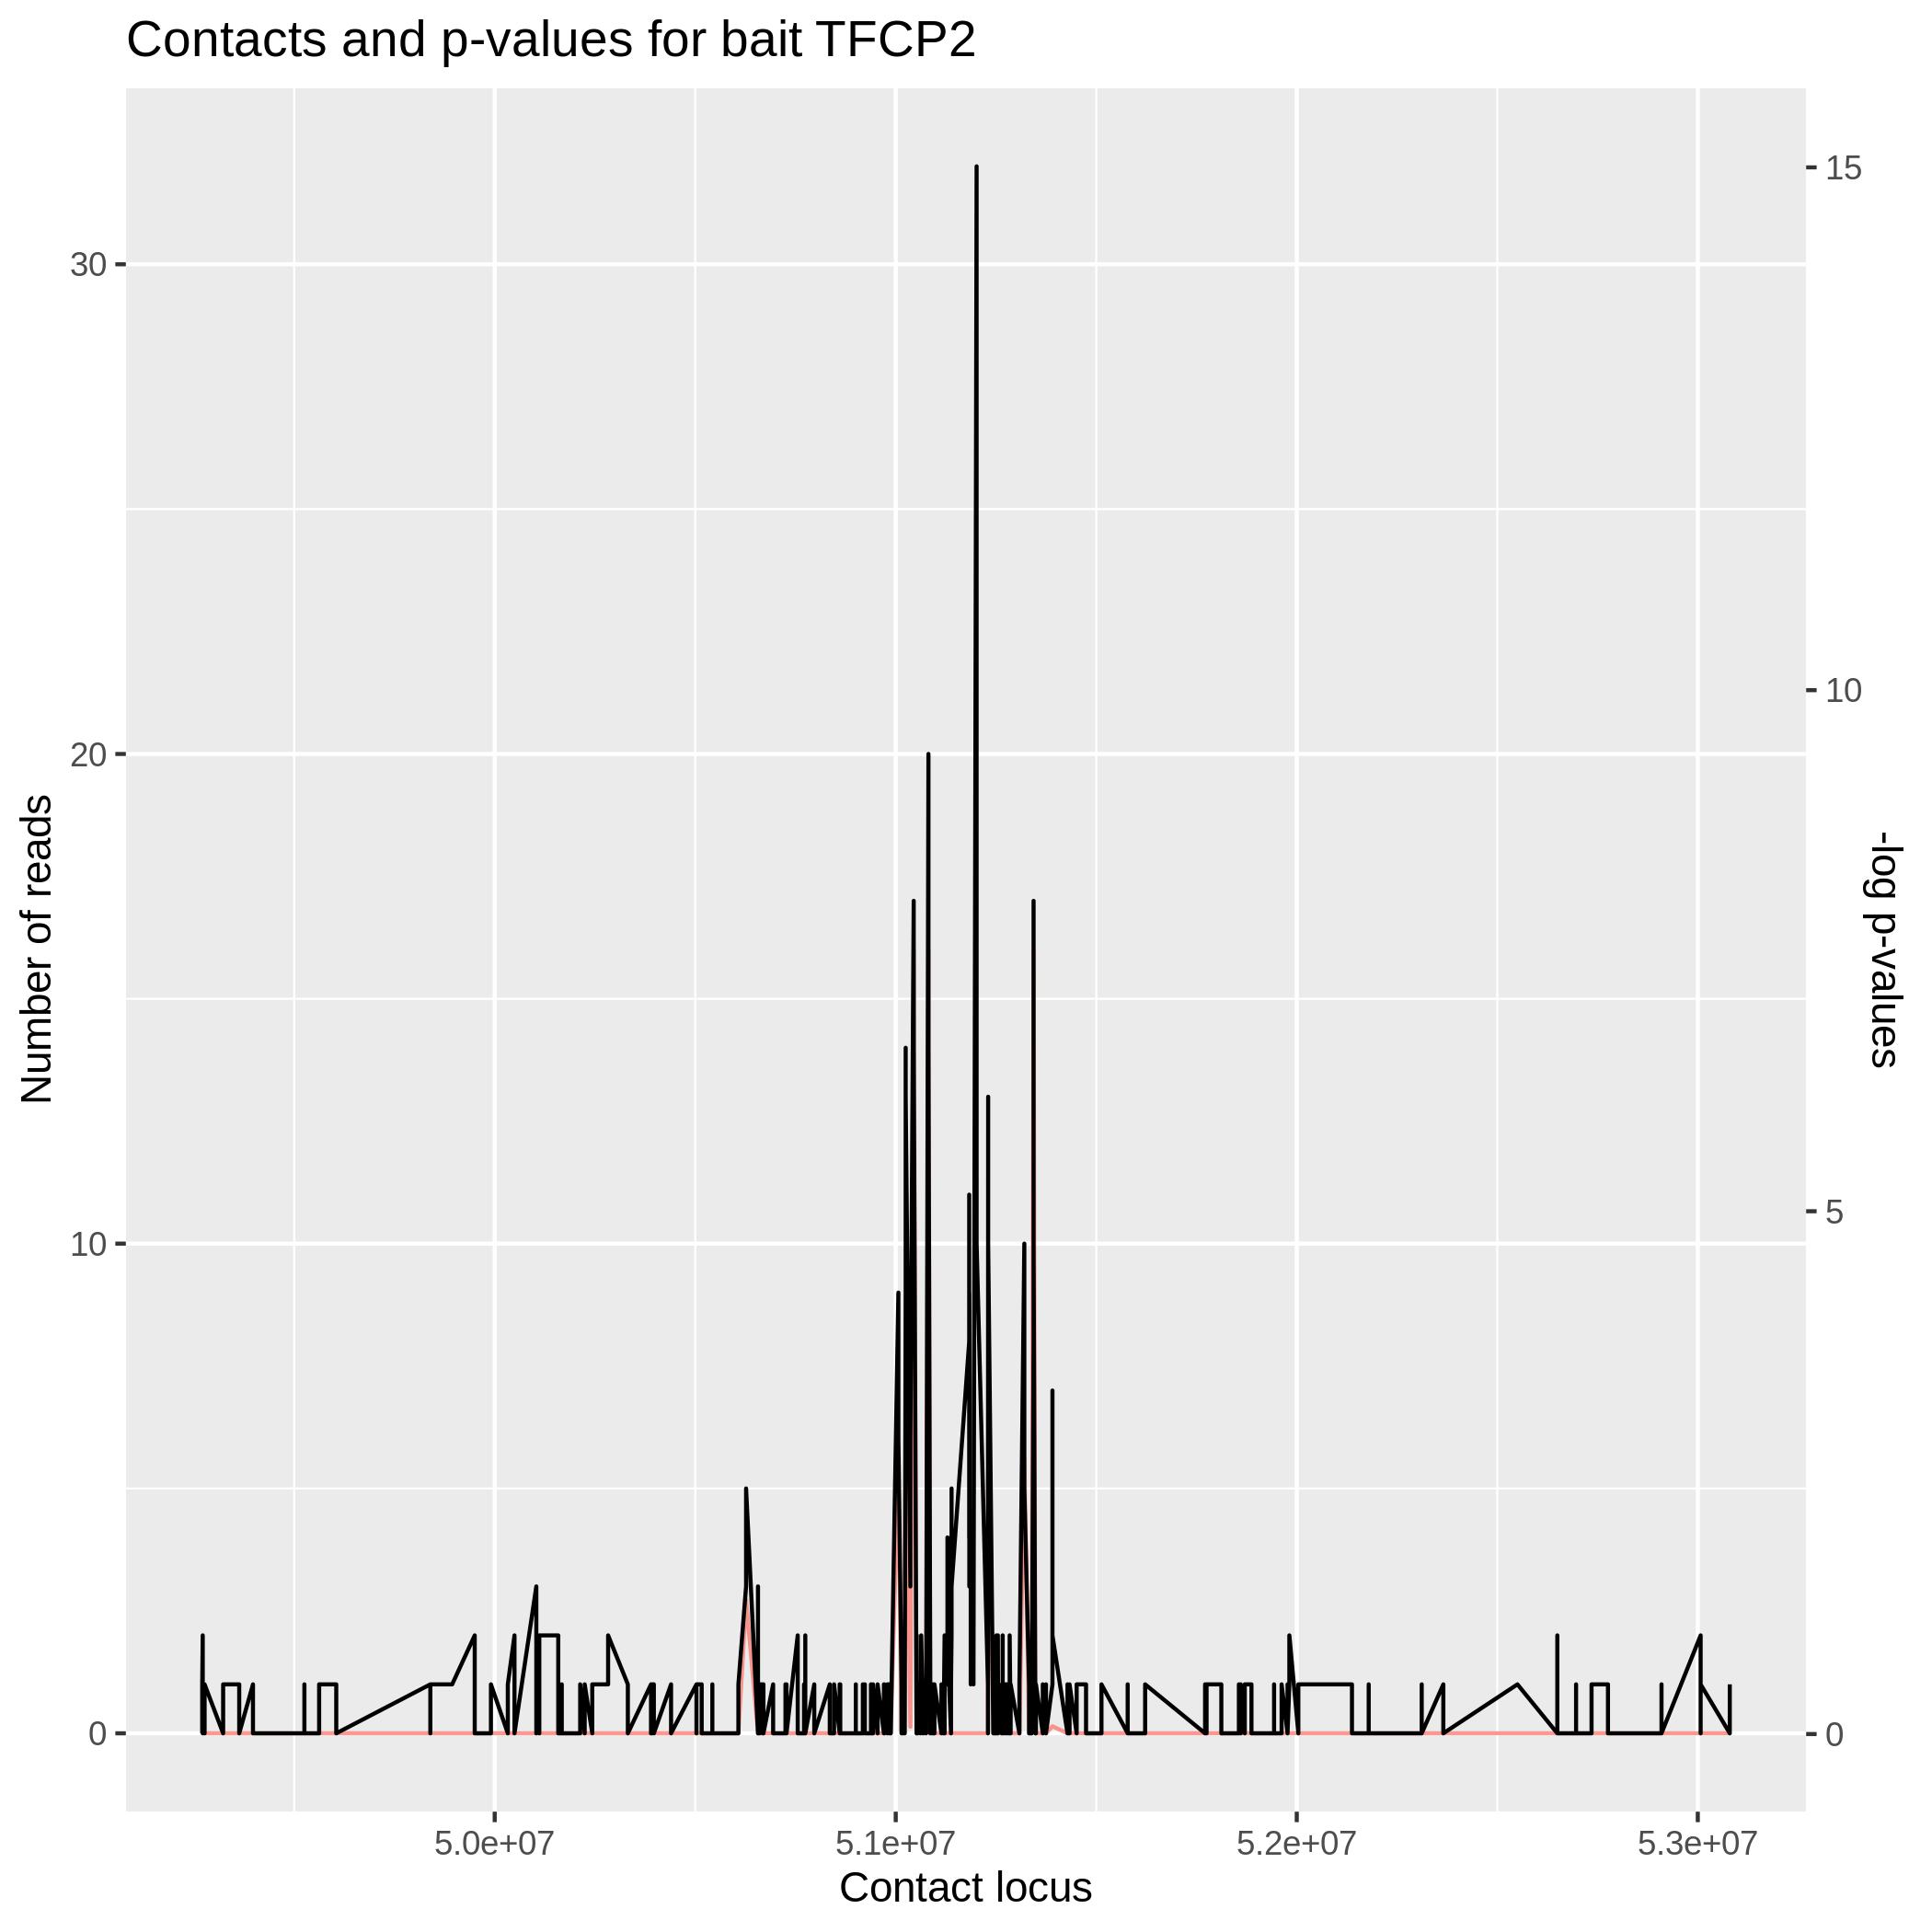 Contacts and p-values for bait TFCP2
Number of reads
30
20
10
0
15
10
5
0
-log p-values
5.0e+07
5.1e+07
5.2e+07
5.3e+07
Contact locus